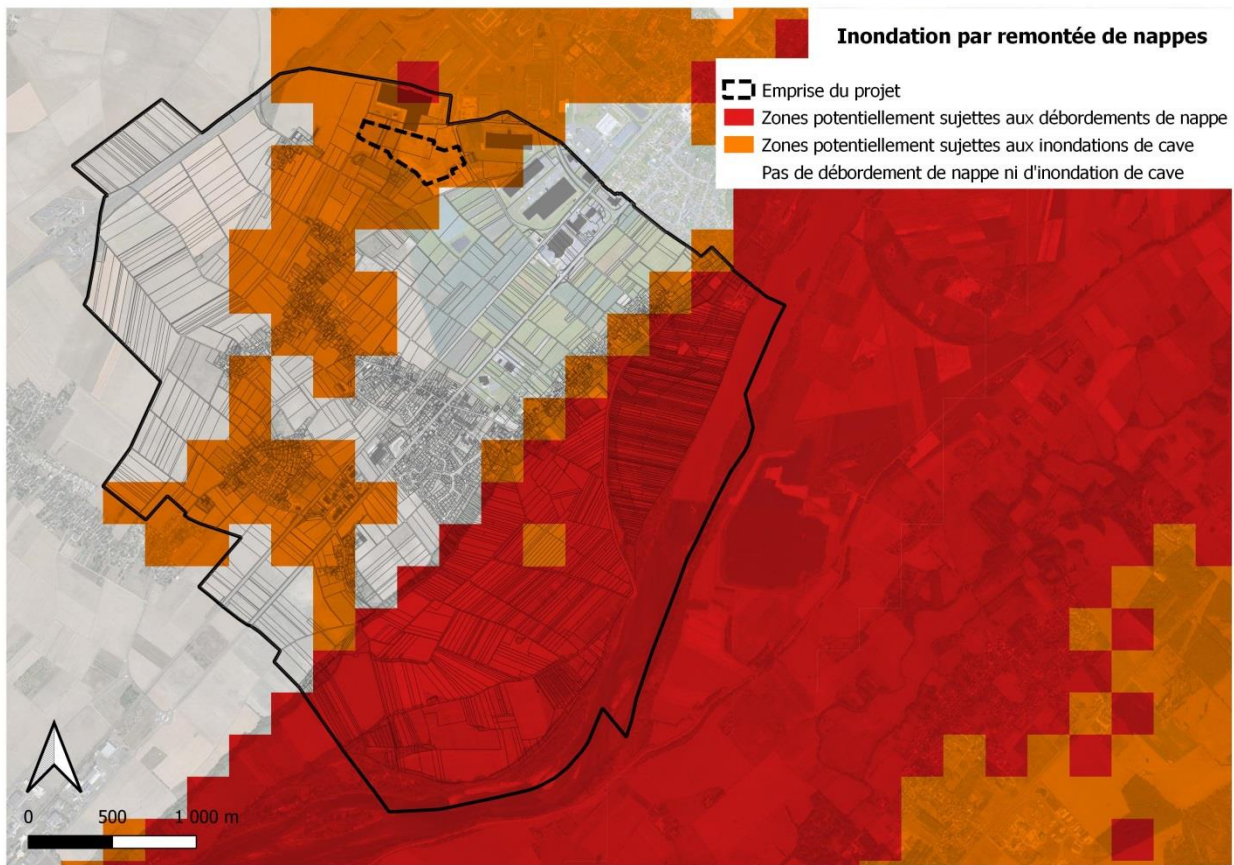 Inondation par remontée de nappes
Emprise du projet
Zones potentiellement sujettes aux débordements de nappe
Zones potentiellement sujettes aux inondations de cave
Pas de débordement de nappe ni d'inondation de cave
0 500 1 000 m